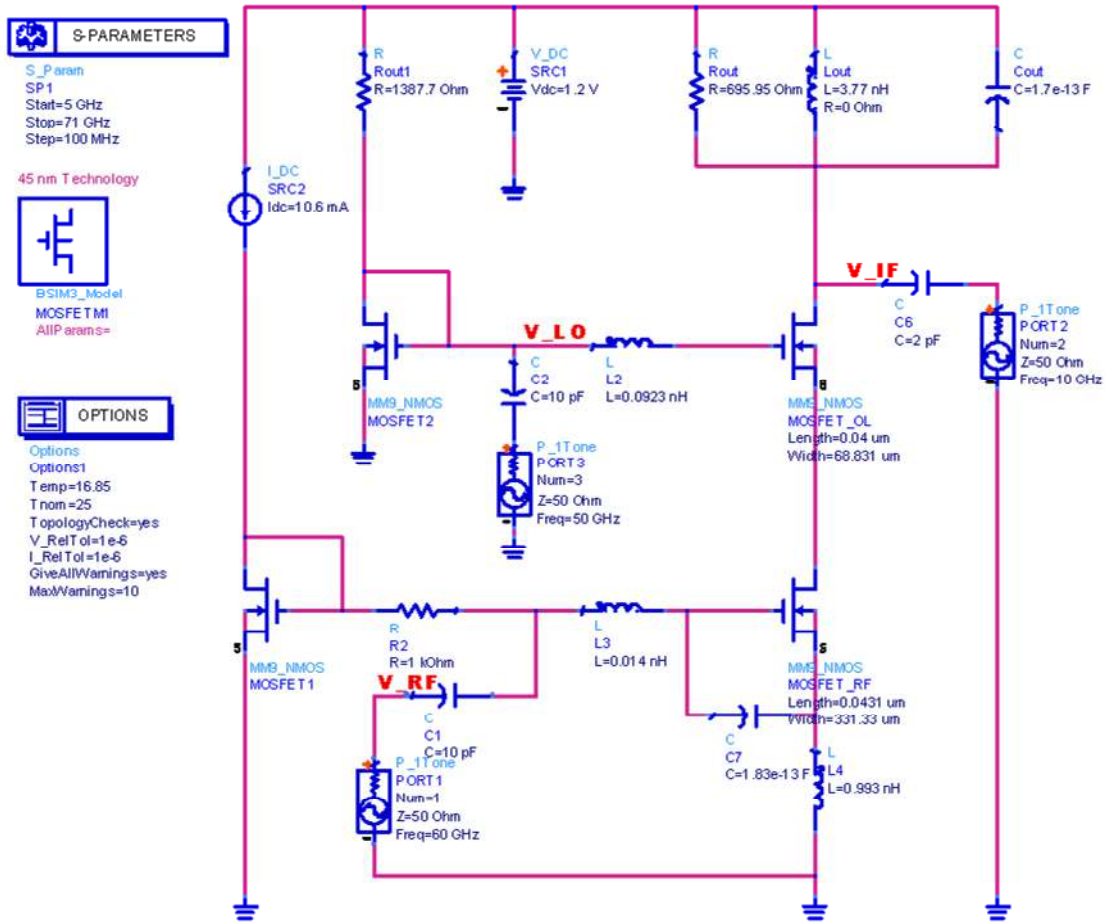 S-PARAMETERS
S_Param
SP1
Start=5 GHz
Stop=71 GHz
Step=100 MHz
45 nm Technology
BSIM3_Model
MOSFETM1
AllParams=
OPTIONS
Options
Options1
Temp=16.85
Tnom=25
TopologyCheck=yes
V_RelTol=1e-6
I_RelTol=1e-6
GiveAllWarnings=yes
MaxWarnings=10
I_DC
SRC2
Idc=10.6 mA
R
Rout1
R=1387.7 Ohm
V_DC
SRC1
Vdc=1.2 V
R
Rout
R=695.95 Ohm
L
Lout
L=3.77 nH
R=0 Ohm
C
Cout
C=1.7e-13 F
V_IF
C
C6
C=2 pF
P_1Tone
PORT2
Num=2
Z=50 Ohm
Freq=10 GHz
S
MM9_NMOS
MOSFET2
V_LO
C
C2
C=10 pF
L
L2
L=0.0923 nH
S
MM9_NMOS
MOSFET_OL
Length=0.04 um
Width=68.831 um
P_1Tone
PORT3
Num=3
Z=50 Ohm
Freq=50 GHz
S
MM9_NMOS
MOSFET1
R
R2
R=1 kOhm
L
L3
L=0.014 nH
S
MM9_NMOS
MOSFET_RF
Length=0.0431 um
Width=331.33 um
V_RF
C
C1
C=10 pF
P_1Tone
PORT1
Num=1
Z=50 Ohm
Freq=60 GHz
C
C7
C=1.83e-13 F
L
L4
L=0.993 nH